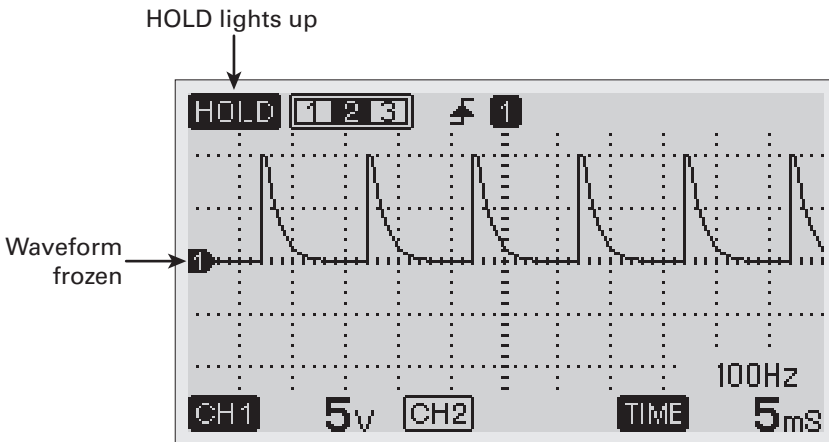 HOLD lights up
HOLD 1 2 3 1
Waveform
frozen
1
100Hz
CH1 5V CH2 TIME 5mS